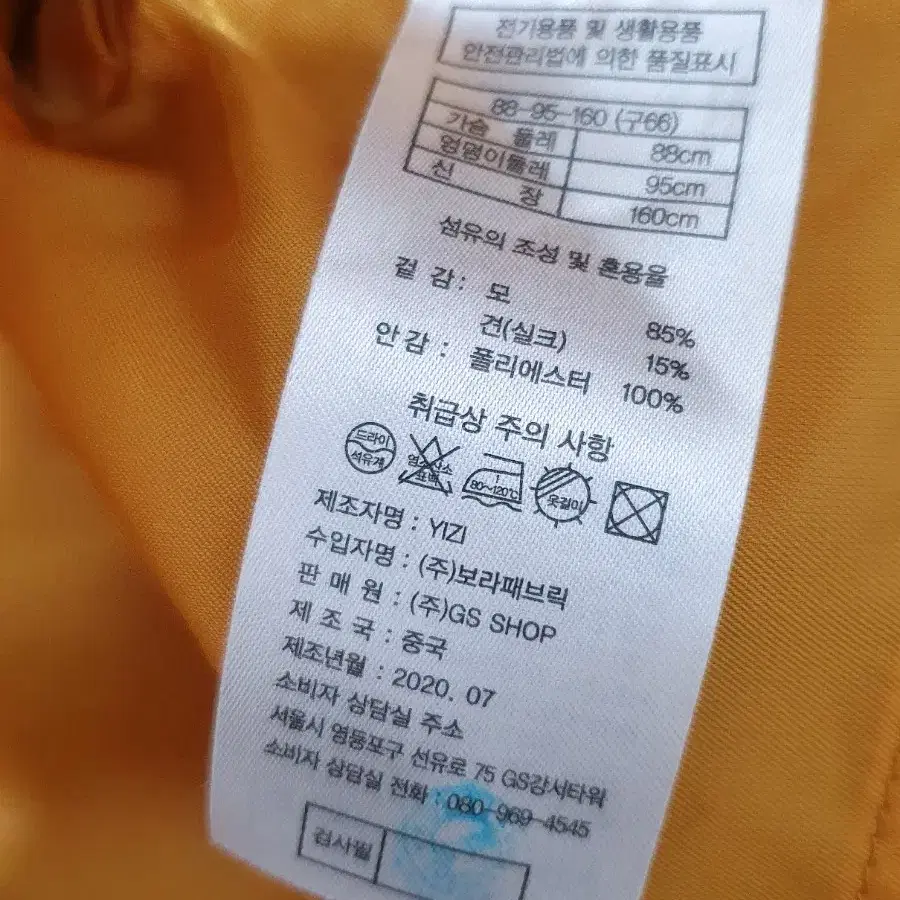 전기용품 및 생활용품
안전관리법에 의한 품질표시
88-95-160 (구66)
가슴 둘레 88cm
엉덩이둘레 95cm
신 장 160cm
섬유의 조성 및 혼용율
겉 감 : 모 85%
견(실크) 15%
안 감 : 폴리에스터 100%
취급상 주의 사항
드라이
석유계
염소,산소
표백
80~120℃
옷걸이
제조자명 : YIZI
수입자명 : (주)보라패브릭
판 매 원 : (주)GS SHOP
제 조 국 : 중국
제조년월 : 2020. 07
소비자 상담실 주소
서울시 영등포구 선유로 75 GS강서타워
소비자 상담실 전화 : 080-969-4545
검사필